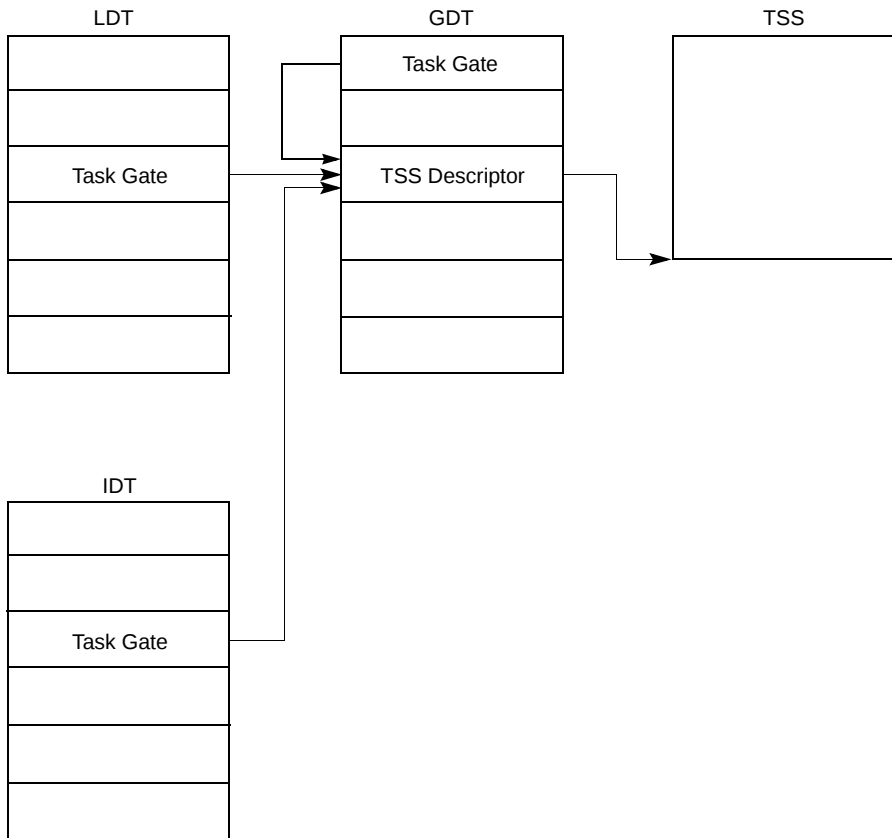 LDT
GDT
TSS
Task Gate
Task Gate
TSS Descriptor
IDT
Task Gate